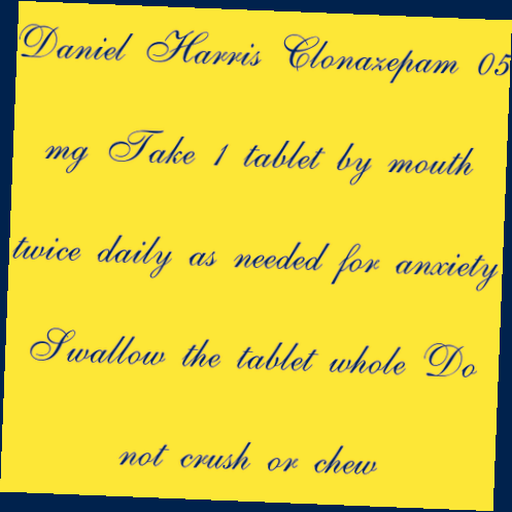 Daniel Harris Clonazepam 05
mg Take 1 tablet by mouth
twice daily as needed for anxiety
Swallow the tablet whole Do
not crush or chew